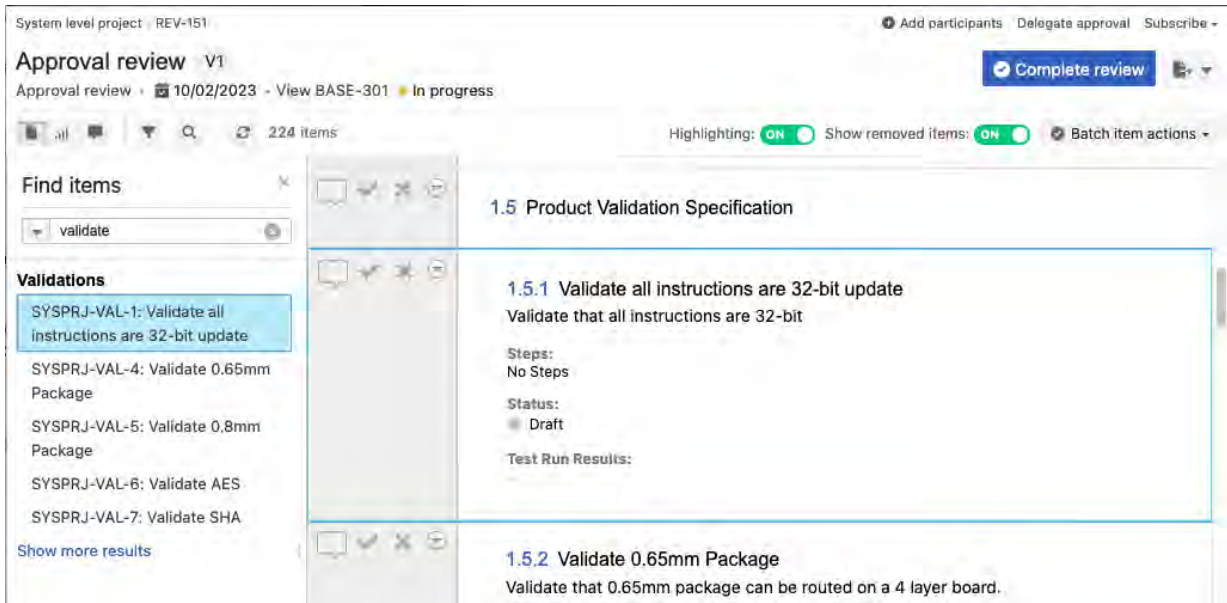 System level project REV-151
Add participants Delegate approval Subscribe
Approval review V1
Complete review
Approval review 10/02/2023 - View BASE-301 In progress
224 items
Highlighting: ON Show removed items: ON Batch item actions
Find items
validate
Validations
SYSPRJ-VAL-1: Validate all
instructions are 32-bit update
SYSPRJ-VAL-4: Validate 0.65mm
Package
SYSPRJ-VAL-5: Validate 0.8mm
Package
SYSPRJ-VAL-6: Validate AES
SYSPRJ-VAL-7: Validate SHA
Show more results
1.5 Product Validation Specification
1.5.1 Validate all instructions are 32-bit update
Validate that all instructions are 32-bit
Steps:
No Steps
Status:
Draft
Test Run Results:
1.5.2 Validate 0.65mm Package
Validate that 0.65mm package can be routed on a 4 layer board.